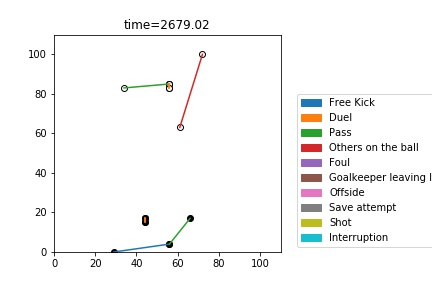 time=2679.02
100
80
60
40
20
0
0 20 40 60 80 100
Free Kick
Duel
Pass
Others on the ball
Foul
Goalkeeper leaving l
Offside
Save attempt
Shot
Interruption